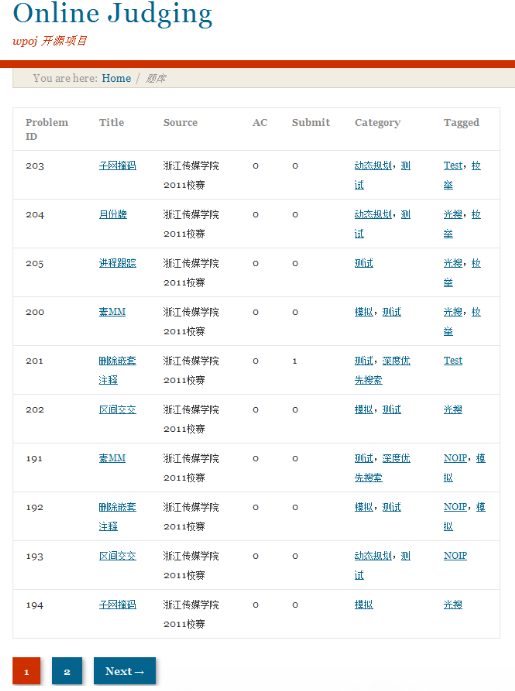 Online Judging
wpoj 开源项目
You are here: Home / 题库
Problem ID Title Source AC Submit Category Tagged
203 子网掩码 浙江传媒学院 2011校赛 0 0 动态规划, 测试 Test, 枚举
204 月份牌 浙江传媒学院 2011校赛 0 0 动态规划, 测试 光搜, 枚举
205 进程跟踪 浙江传媒学院 2011校赛 0 0 测试 光搜, 枚举
200 素MM 浙江传媒学院 2011校赛 0 0 模拟, 测试 光搜, 枚举
201 删除嵌套注释 浙江传媒学院 2011校赛 0 1 测试, 深度优先搜索 Test
202 区间交交 浙江传媒学院 2011校赛 0 0 模拟, 测试 光搜
191 素MM 浙江传媒学院 2011校赛 0 0 测试, 深度优先搜索 NOIP, 模拟
192 删除嵌套注释 浙江传媒学院 2011校赛 0 0 模拟, 测试 NOIP, 模拟
193 区间交交 浙江传媒学院 2011校赛 0 0 动态规划, 测试 NOIP
194 子网掩码 浙江传媒学院 2011校赛 0 0 模拟 光搜
1 2 Next →